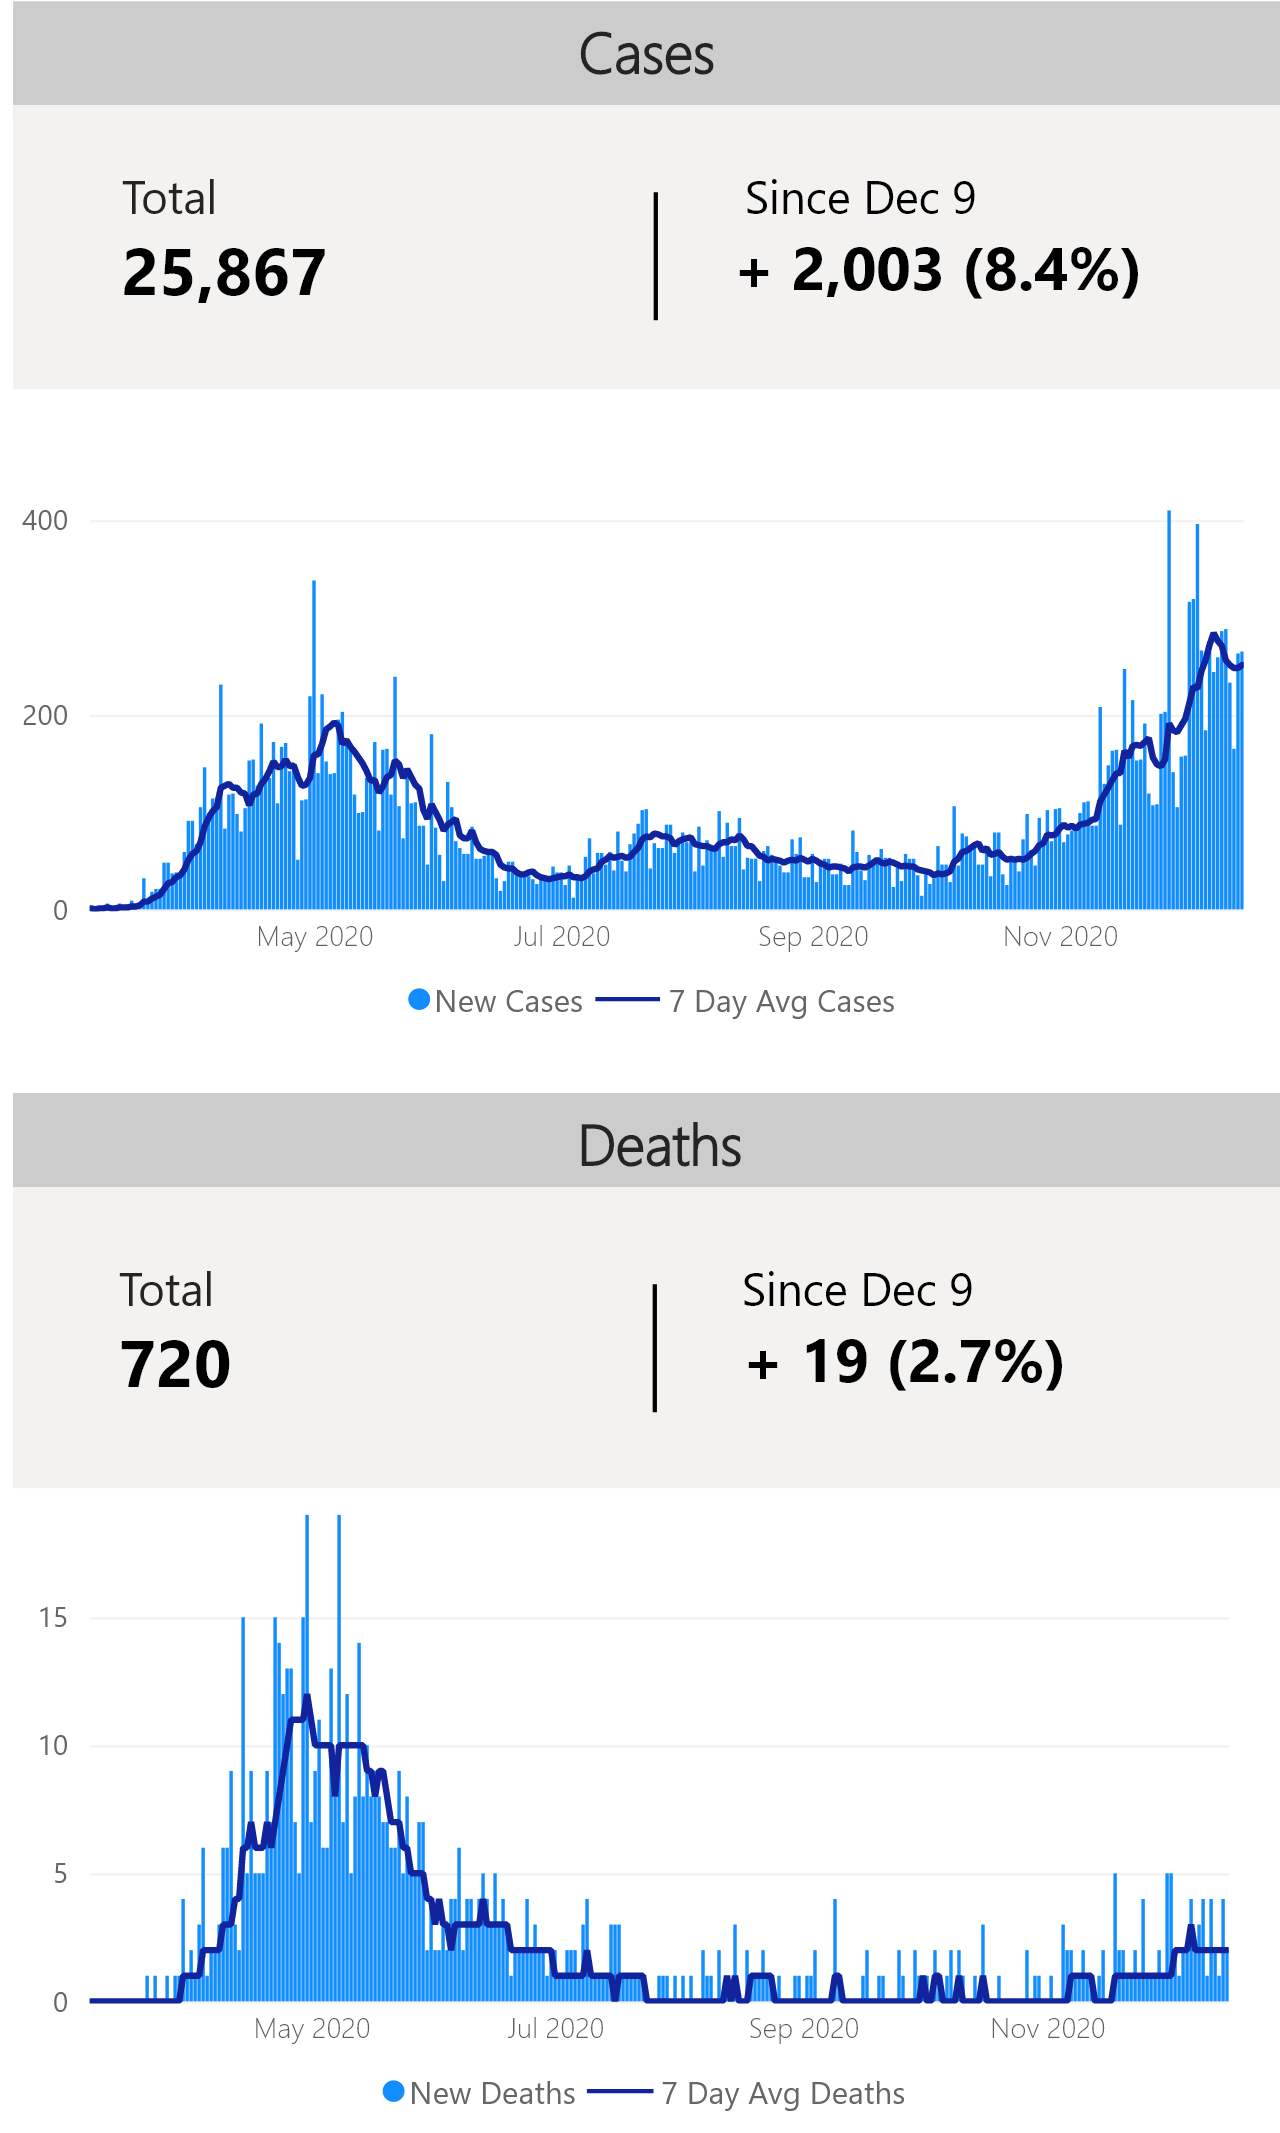 Cases
Total
Since Dec 9
25,867
+ 2,003 (8.4%)
400
200
0
May 2020
Jul 2020
Sep 2020
Nov 2020
New Cases
7 Day Avg Cases
Deaths
Total
Since Dec 9
720
+ 19 (2.7%)
15
10
5
0
May 2020
Jul 2020
Sep 2020
Nov 2020
New Deaths
7 Day Avg Deaths